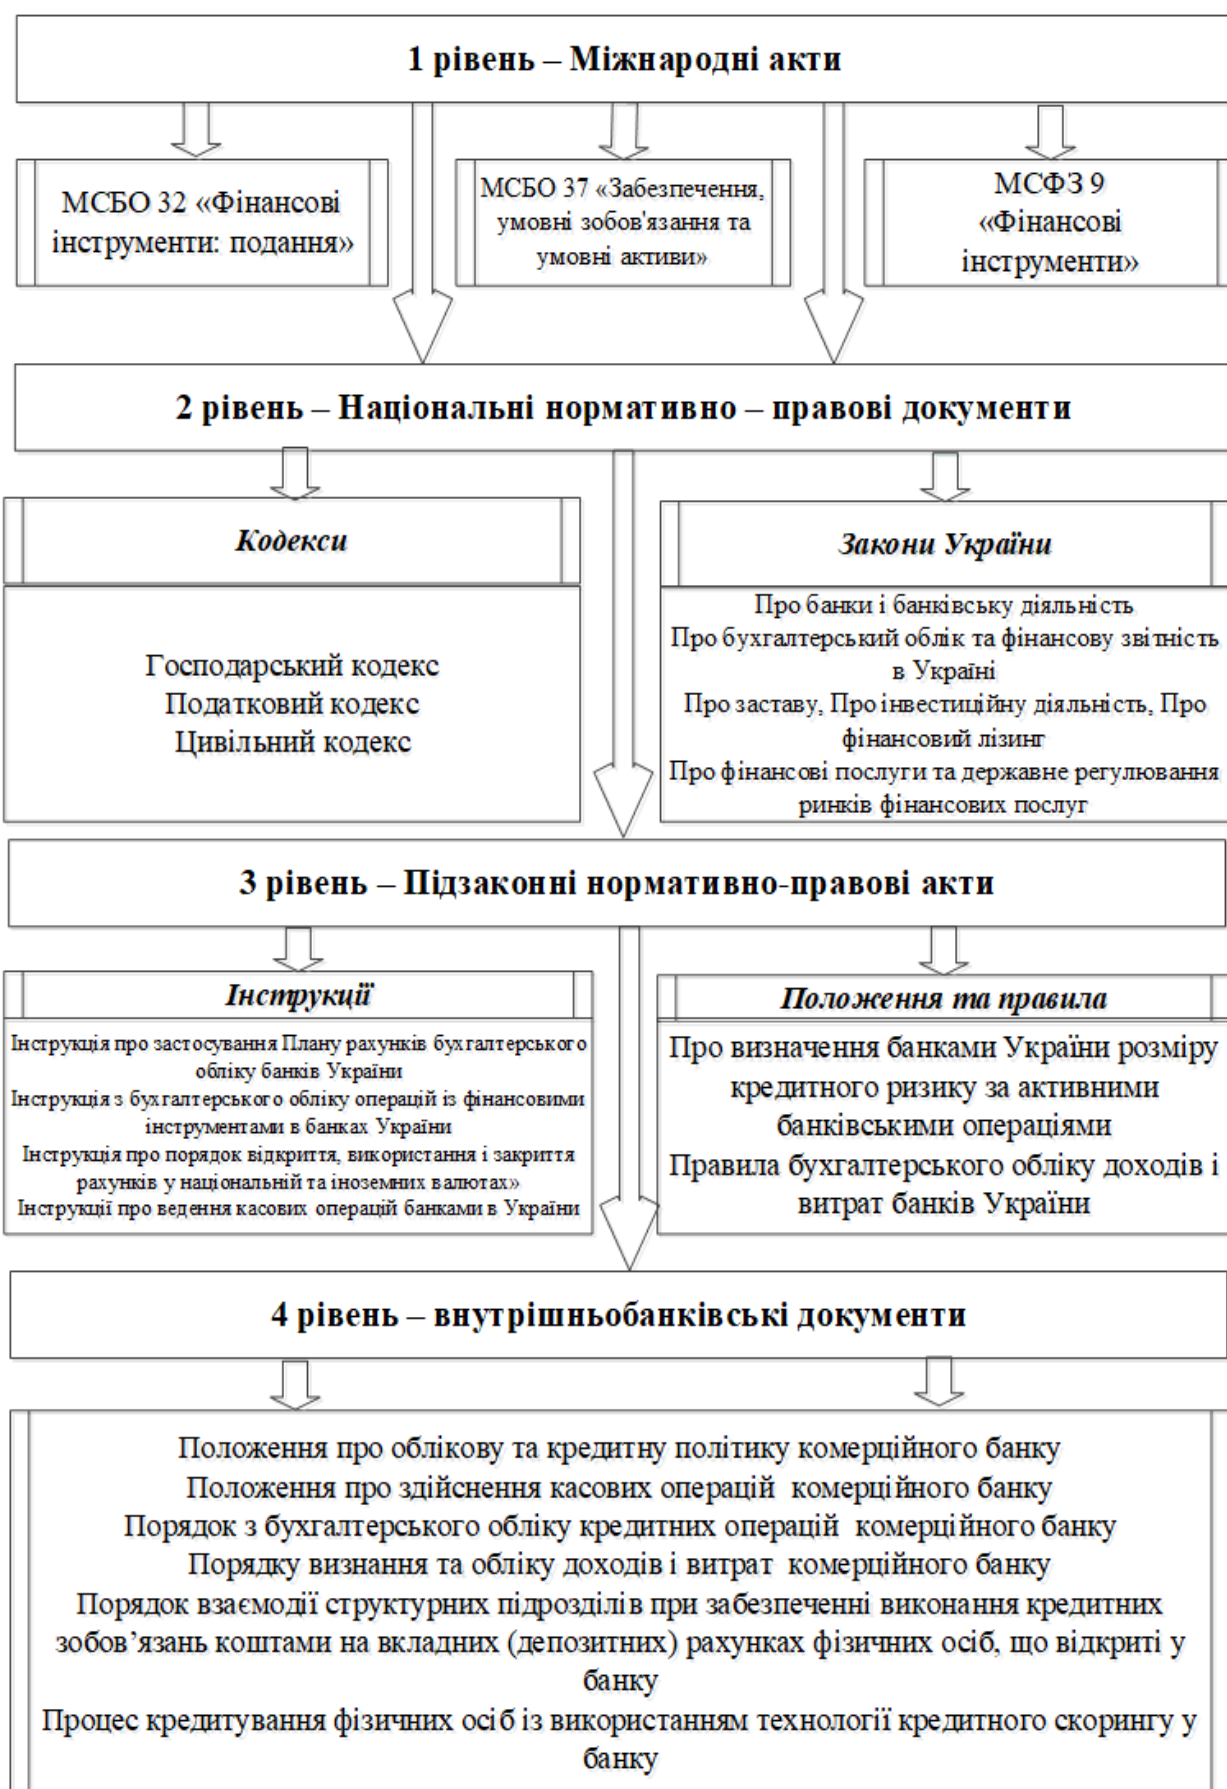 1 рівень – Міжнародні акти
МСБО 32 «Фінансові
інструменти: подання»
МСБО 37 «Забезпечення,
умовні зобов'язання та
умовні активи»
МСФЗ 9
«Фінансові
інструменти»
2 рівень – Національні нормативно – правові документи
Кодекси
Господарський кодекс
Податковий кодекс
Цивільний кодекс
Закони України
Про банки і банківську діяльність
Про бухгалтерський облік та фінансову звітність
в Україні
Про заставу, Про інвестиційну діяльність, Про
фінансовий лізинг
Про фінансові послуги та державне регулювання
ринків фінансових послуг
3 рівень – Підзаконні нормативно-правові акти
Інструкції
Інструкція про застосування Плану рахунків бухгалтерського
обліку банків України
Інструкція з бухгалтерського обліку операцій із фінансовими
інструментами в банках України
Інструкція про порядок відкриття, використання і закриття
рахунків у національній та іноземних валютах»
Інструкції про ведення касових операцій банками в Україні
Положення та правила
Про визначення банками України розміру
кредитного ризику за активними
банківськими операціями
Правила бухгалтерського обліку доходів і
витрат банків України
4 рівень – внутрішньобанківські документи
Положення про облікову та кредитну політику комерційного банку
Положення про здійснення касових операцій комерційного банку
Порядок з бухгалтерського обліку кредитних операцій комерційного банку
Порядку визнання та обліку доходів і витрат комерційного банку
Порядок взаємодії структурних підрозділів при забезпеченні виконання кредитних
зобов’язань коштами на вкладних (депозитних) рахунках фізичних осіб, що відкриті у
банку
Процес кредитування фізичних осіб із використанням технології кредитного скорингу у
банку